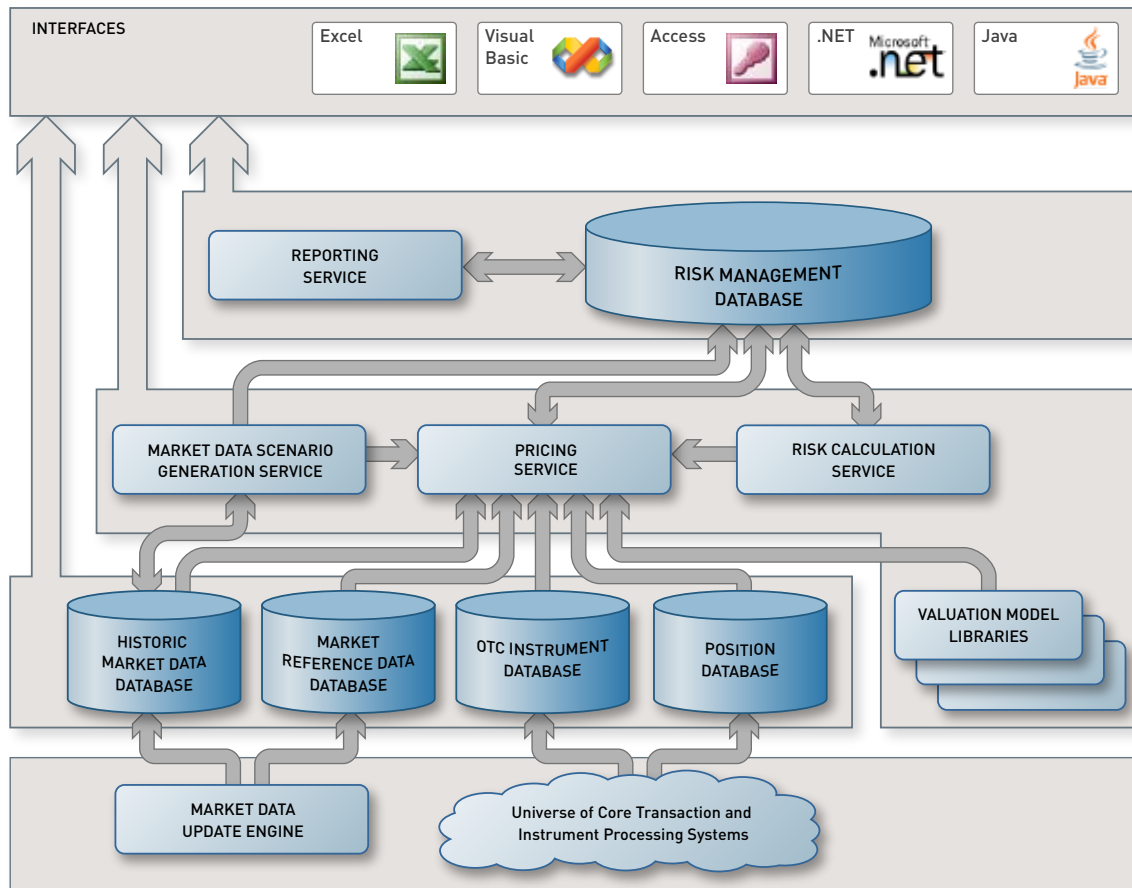 INTERFACES
Excel
Visual
Basic
Access
.NET
Microsoft
.net
Java
Java
REPORTING
SERVICE
RISK MANAGEMENT
DATABASE
MARKET DATA SCENARIO
GENERATION SERVICE
PRICING
SERVICE
RISK CALCULATION
SERVICE
HISTORIC
MARKET DATA
DATABASE
MARKET
REFERENCE DATA
DATABASE
OTC INSTRUMENT
DATABASE
POSITION
DATABASE
VALUATION MODEL
LIBRARIES
MARKET DATA
UPDATE ENGINE
Universe of Core Transaction and
Instrument Processing Systems